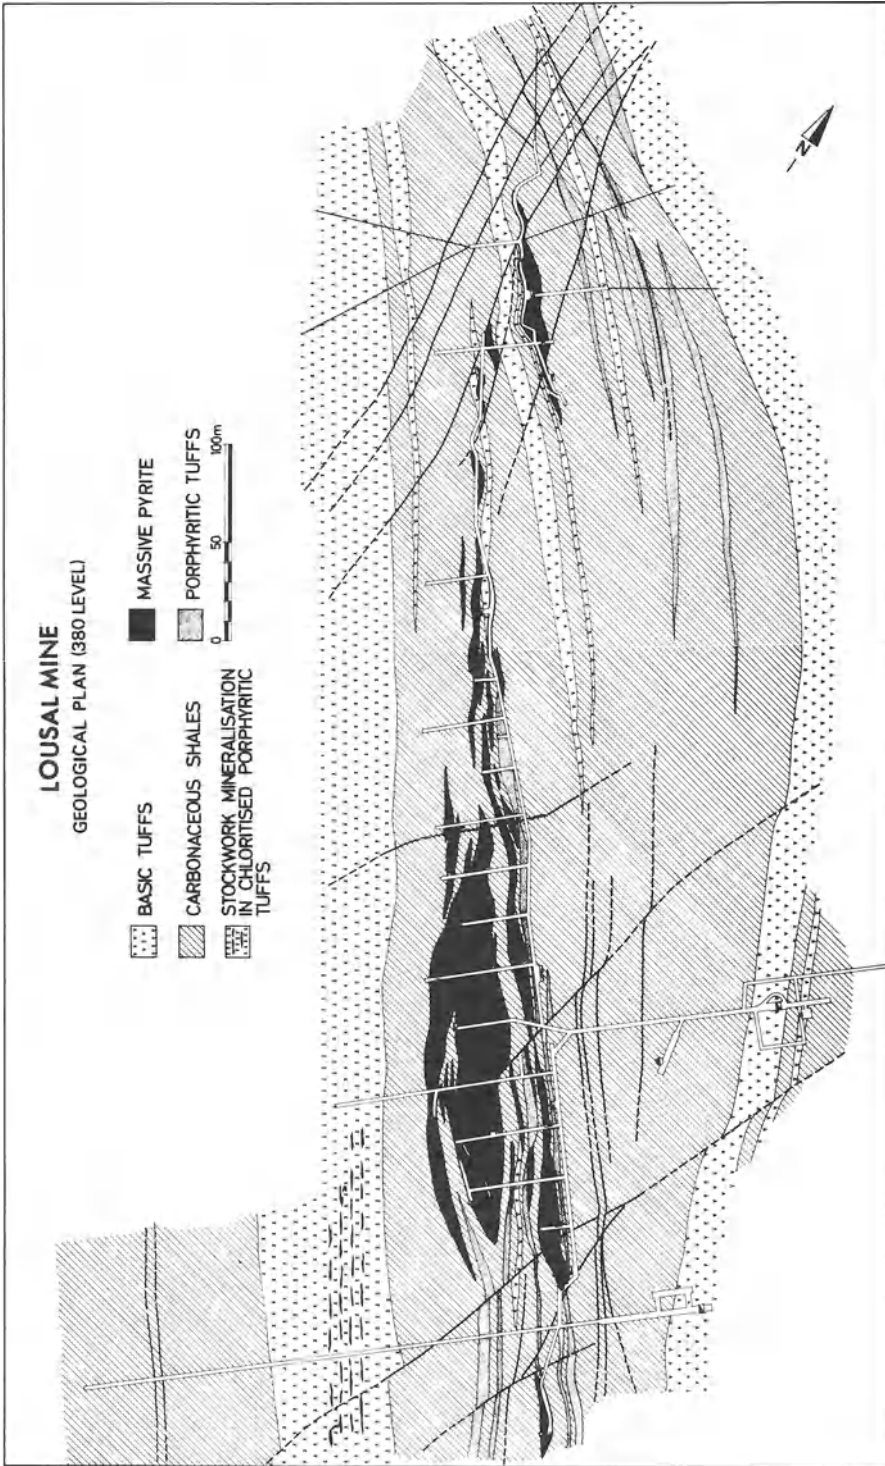 LOUSAL MINE
GEOLOGICAL PLAN (380 LEVEL)
BASIC TUFFS
CARBONACEOUS SHALES
STOCKWORK MINERALISATION
IN CHLORITISED PORPHYRITIC
TUFFS
MASSIVE PYRITE
PORPHYRITIC TUFFS
0 50 100m
N